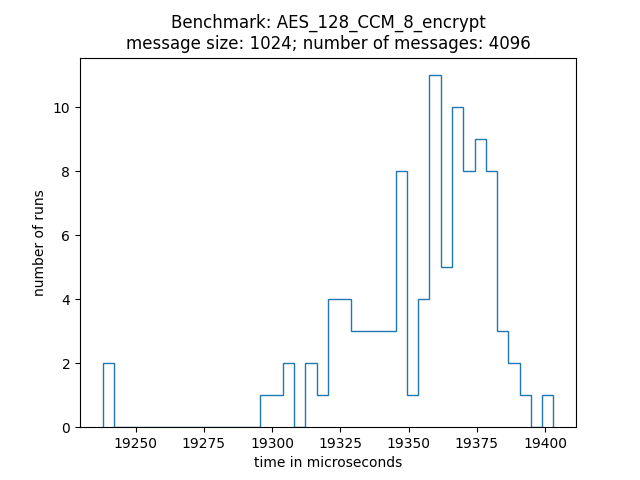 Benchmark: AES_128_CCM_8_encrypt
message size: 1024; number of messages: 4096
number of runs
10
8
6
4
2
0
19250 19275 19300 19325 19350 19375 19400
time in microseconds